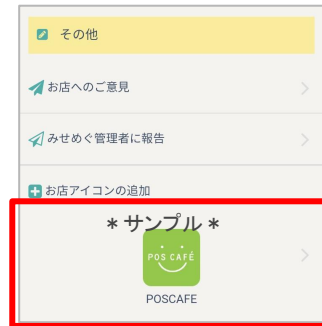 その他
お店へのご意見
みせめぐ管理者に報告
お店アイコンの追加
*サンプル*
POS CAFÉ
POSCAFE